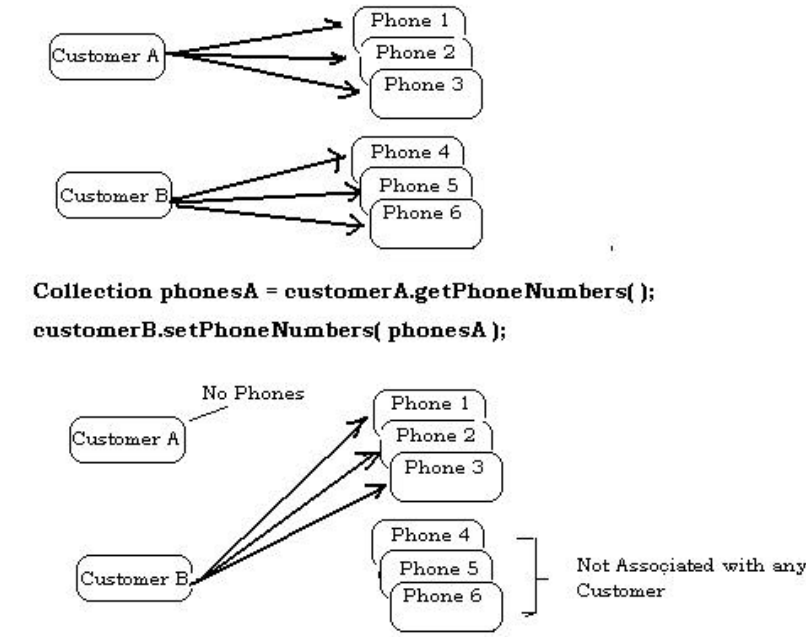 Phone 1
Customer A
Phone 2
Phone 3
Phone 4
Customer B
Phone 5
Phone 6
Collection phonesA = customerA.getPhoneNumbers( );
customerB.setPhoneNumbers( phonesA );
No Phones
Phone 1
Customer A
Phone 2
Phone 3
Phone 4
Customer B
Phone 5
Phone 6
Not Associated with any
Customer